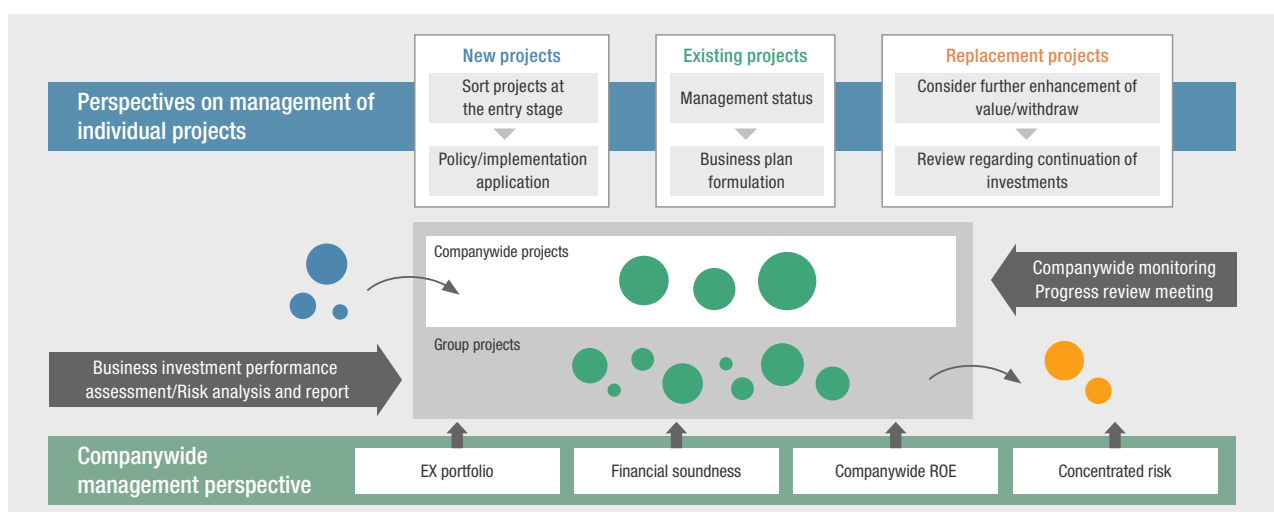 Perspectives on management of
individual projects
New projects
Sort projects at
the entry stage
Policy/implementation
application
Existing projects
Management status
Business plan
formulation
Replacement projects
Consider further enhancement of
value/withdraw
Review regarding continuation of
investments
Companywide projects
Group projects
Companywide monitoring
Progress review meeting
Business investment performance
assessment/Risk analysis and report
Companywide
management perspective
EX portfolio
Financial soundness
Companywide ROE
Concentrated risk